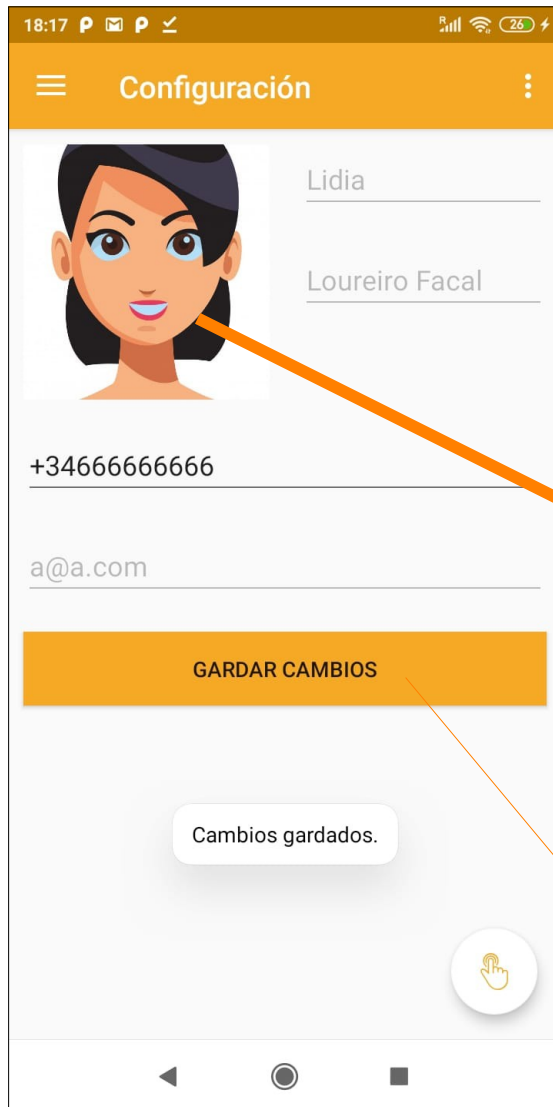 18:17
R
26
Configuración
Lidia
Loureiro Facal
+34666666666
a@a.com
GARDAR CAMBIOS
Cambios gardados.